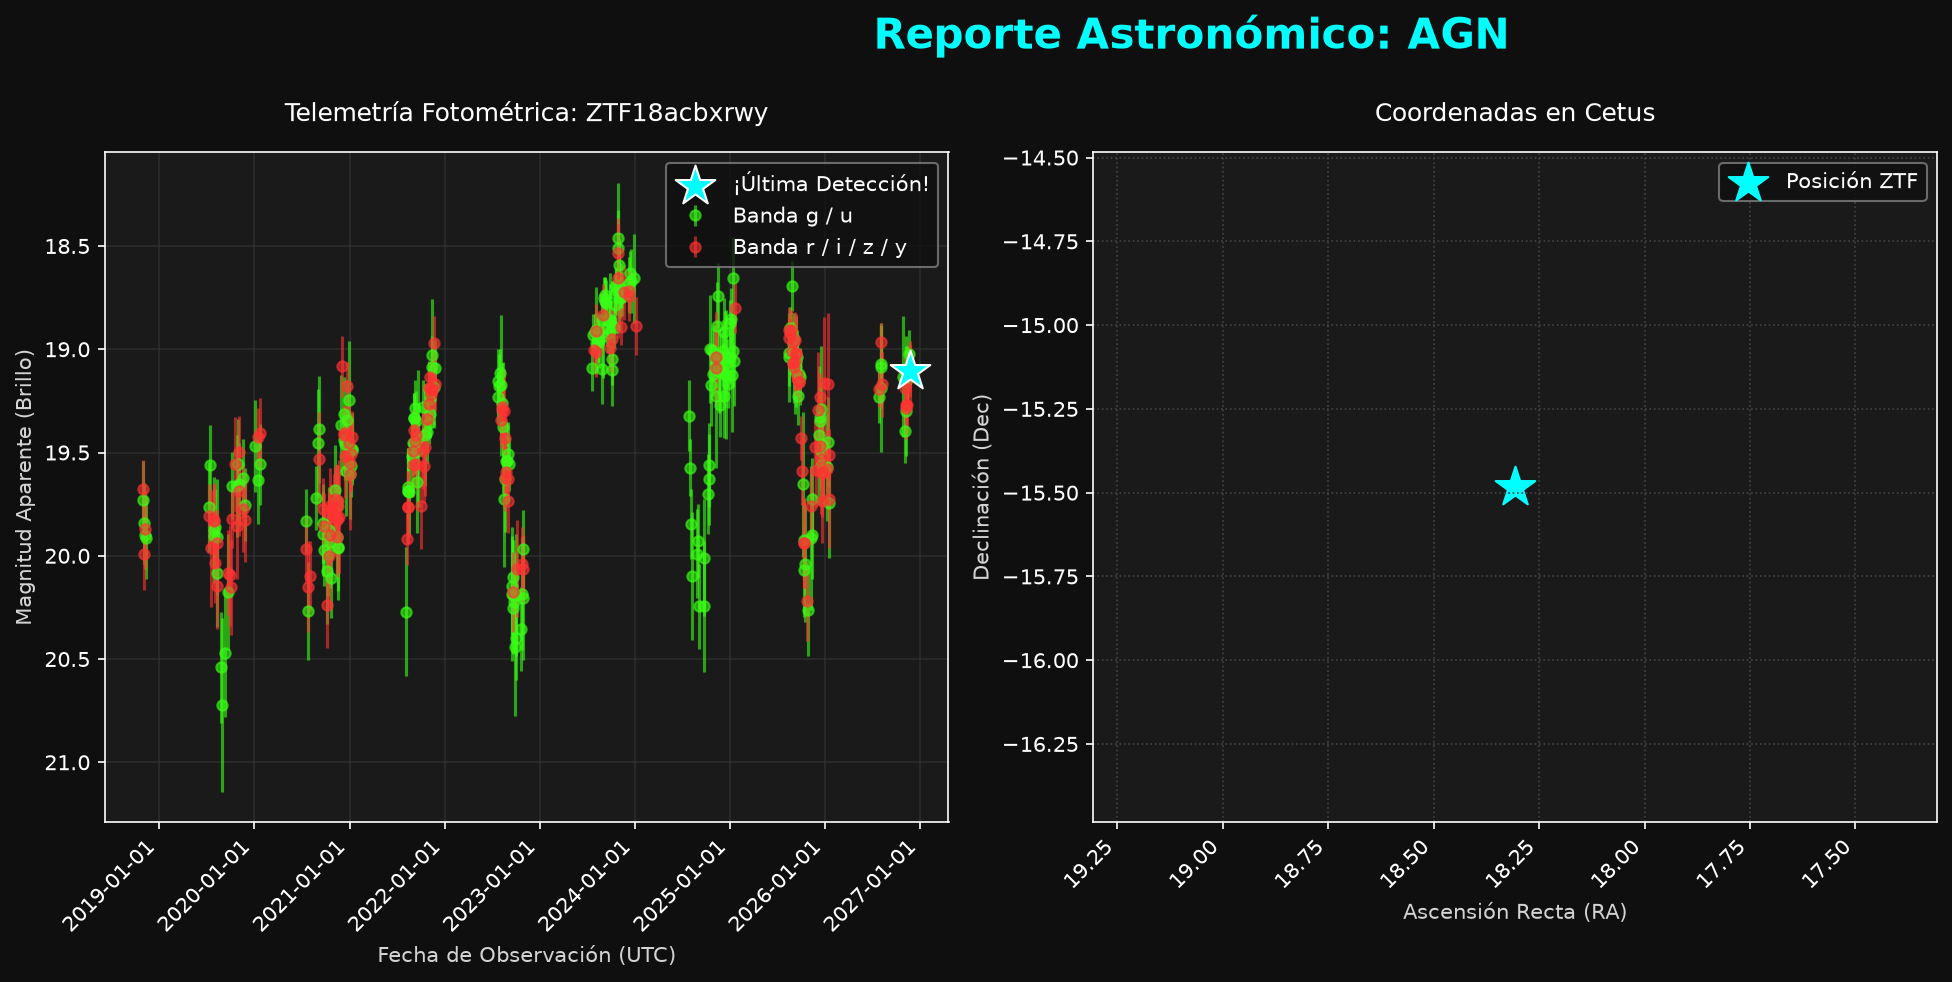 Reporte Astronómico: AGN
Telemetría Fotométrica: ZTF18acbxrwy
¡Última Detección!
Banda g / u
Banda r / i / z / y
Magnitud Aparente (Brillo)
18.5
19.0
19.5
20.0
20.5
21.0
2019-01-01
2020-01-01
2021-01-01
2022-01-01
2023-01-01
2024-01-01
2025-01-01
2026-01-01
2027-01-01
Fecha de Observación (UTC)
Coordenadas en Cetus
Posición ZTF
Declinación (Dec)
−14.50
−14.75
−15.00
−15.25
−15.50
−15.75
−16.00
−16.25
19.25
19.00
18.75
18.50
18.25
18.00
17.75
17.50
Ascensión Recta (RA)